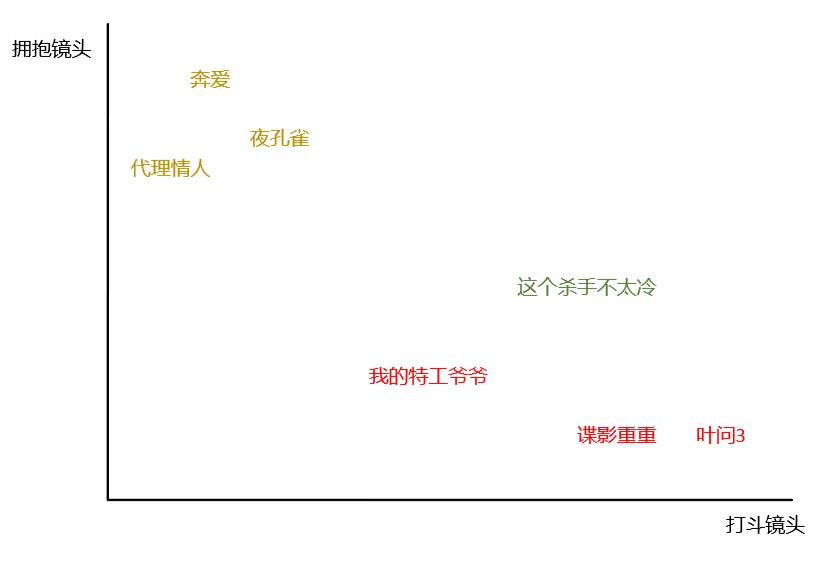 拥抱镜头
奔爱
夜孔雀
代理情人
这个杀手不太冷
我的特工爷爷
谍影重重
叶问3
打斗镜头